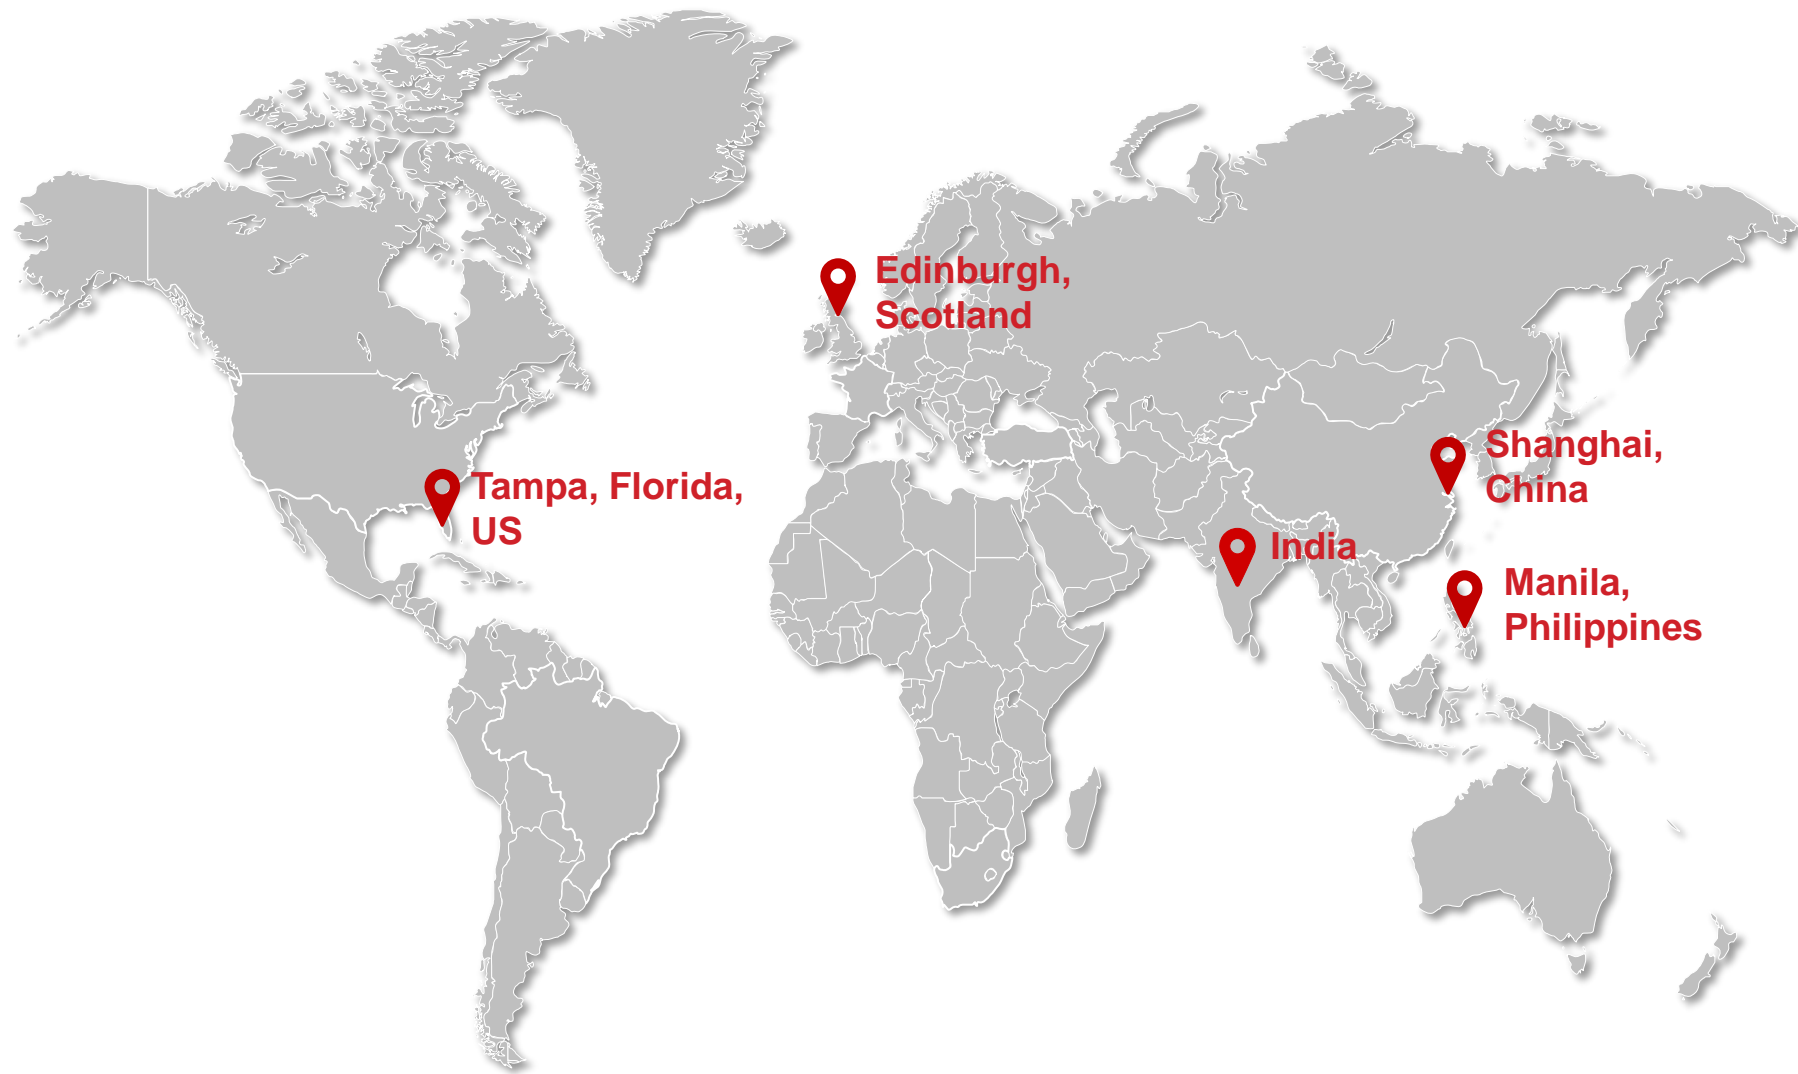 Edinburgh,
Scotland
Shanghai,
China
Tampa, Florida,
US
India
Manila,
Philippines